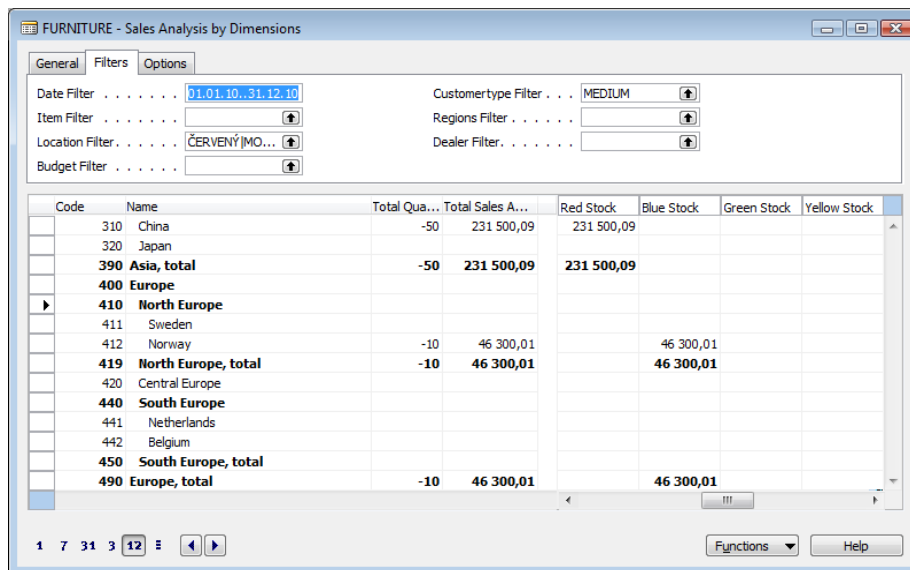 FURNITURE - Sales Analysis by Dimensions
General Filters Options
Date Filter . . . . . . . 01.01.10..31.12.10 Customertype Filter . . . MEDIUM
Item Filter . . . . . . . Regions Filter . . . . . .
Location Filter. . . . . . ČERVENÝ|MO... Dealer Filter. . . . . . .
Budget Filter . . . . . .
Code Name Total Qua... Total Sales A... Red Stock Blue Stock Green Stock Yellow Stock
310 China -50 231 500,09 231 500,09
320 Japan
390 Asia, total -50 231 500,09 231 500,09
400 Europe
410 North Europe
411 Sweden
412 Norway -10 46 300,01 46 300,01
419 North Europe, total -10 46 300,01 46 300,01
420 Central Europe
440 South Europe
441 Netherlands
442 Belgium
450 South Europe, total
490 Europe, total -10 46 300,01 46 300,01
1 7 31 3 12 Functions Help